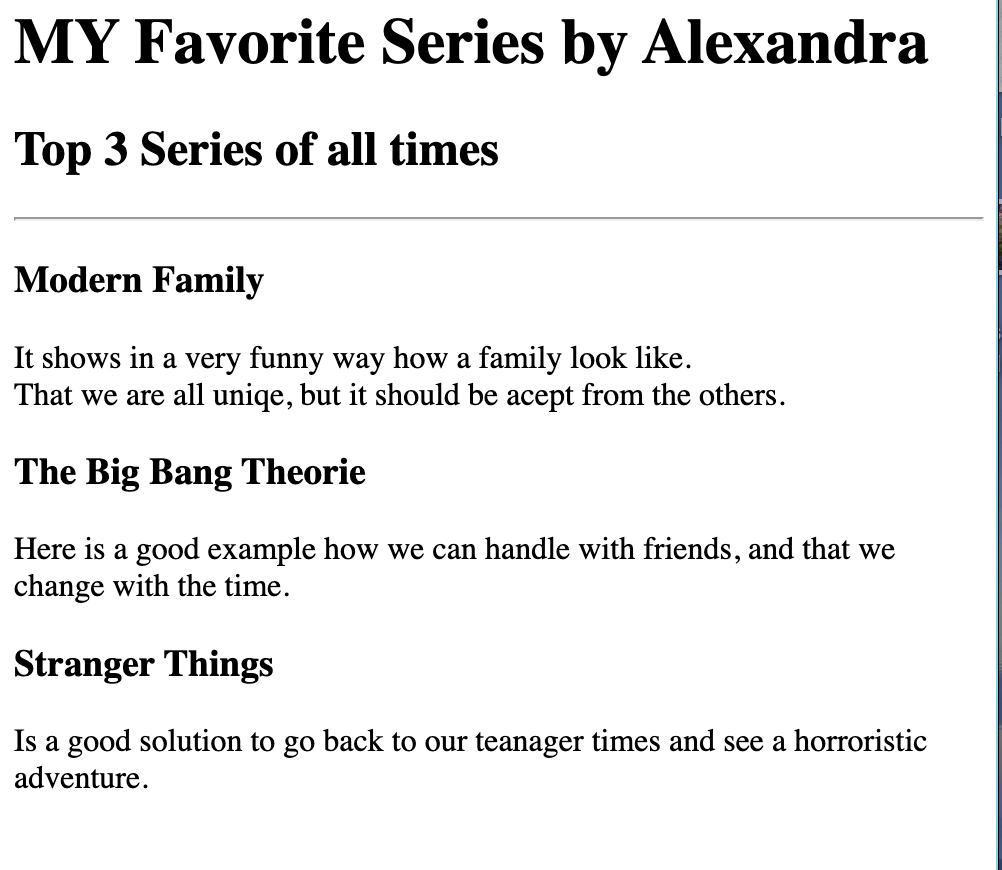 MY Favorite Series by Alexandra
Top 3 Series of all times
Modern Family
It shows in a very funny way how a family look like.
That we are all uniqe, but it should be acept from the others.
The Big Bang Theorie
Here is a good example how we can handle with friends, and that we
change with the time.
Stranger Things
Is a good solution to go back to our teanager times and see a horroristic
adventure.